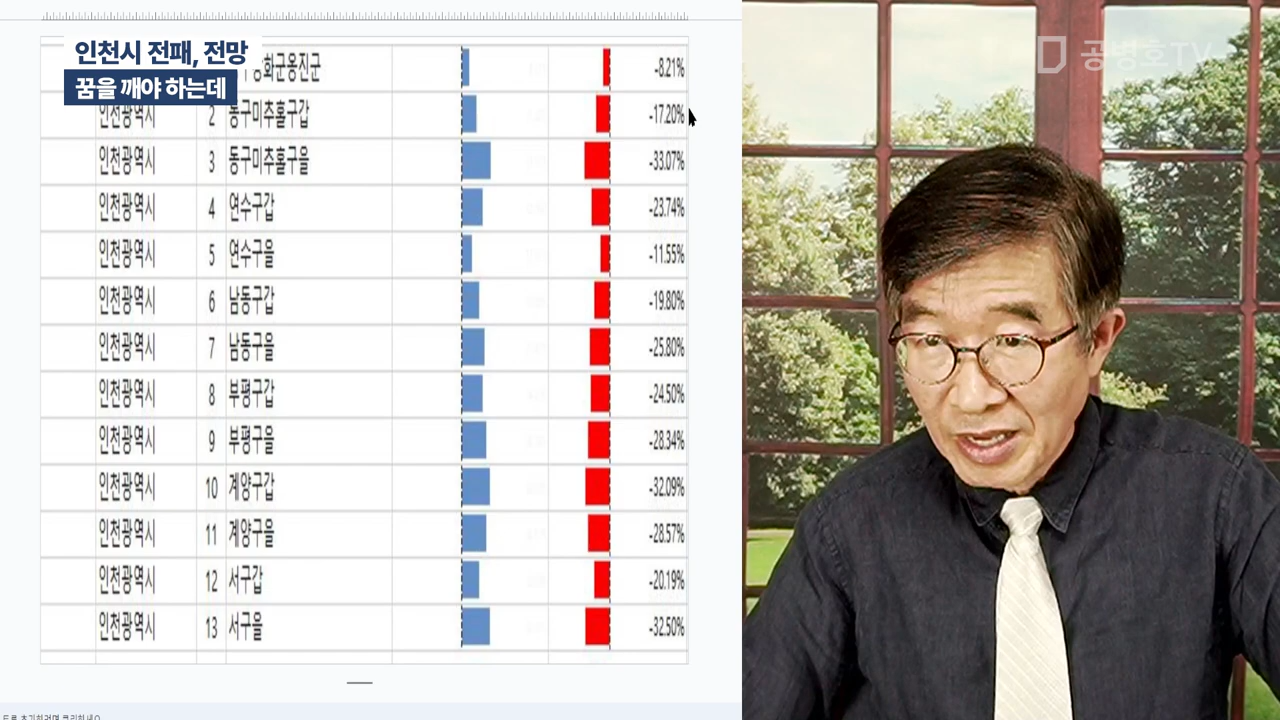 인천시 전패, 전망
꿈을 깨야 하는데
공병호TV
강화군옹진군 -8.21%
인천광역시 2 동구미추홀구갑 -17.20%
인천광역시 3 동구미추홀구을 -33.07%
인천광역시 4 연수구갑 -23.74%
인천광역시 5 연수구을 -11.55%
인천광역시 6 남동구갑 -19.80%
인천광역시 7 남동구을 -25.80%
인천광역시 8 부평구갑 -24.50%
인천광역시 9 부평구을 -28.34%
인천광역시 10 계양구갑 -32.09%
인천광역시 11 계양구을 -28.57%
인천광역시 12 서구갑 -20.19%
인천광역시 13 서구을 -32.50%